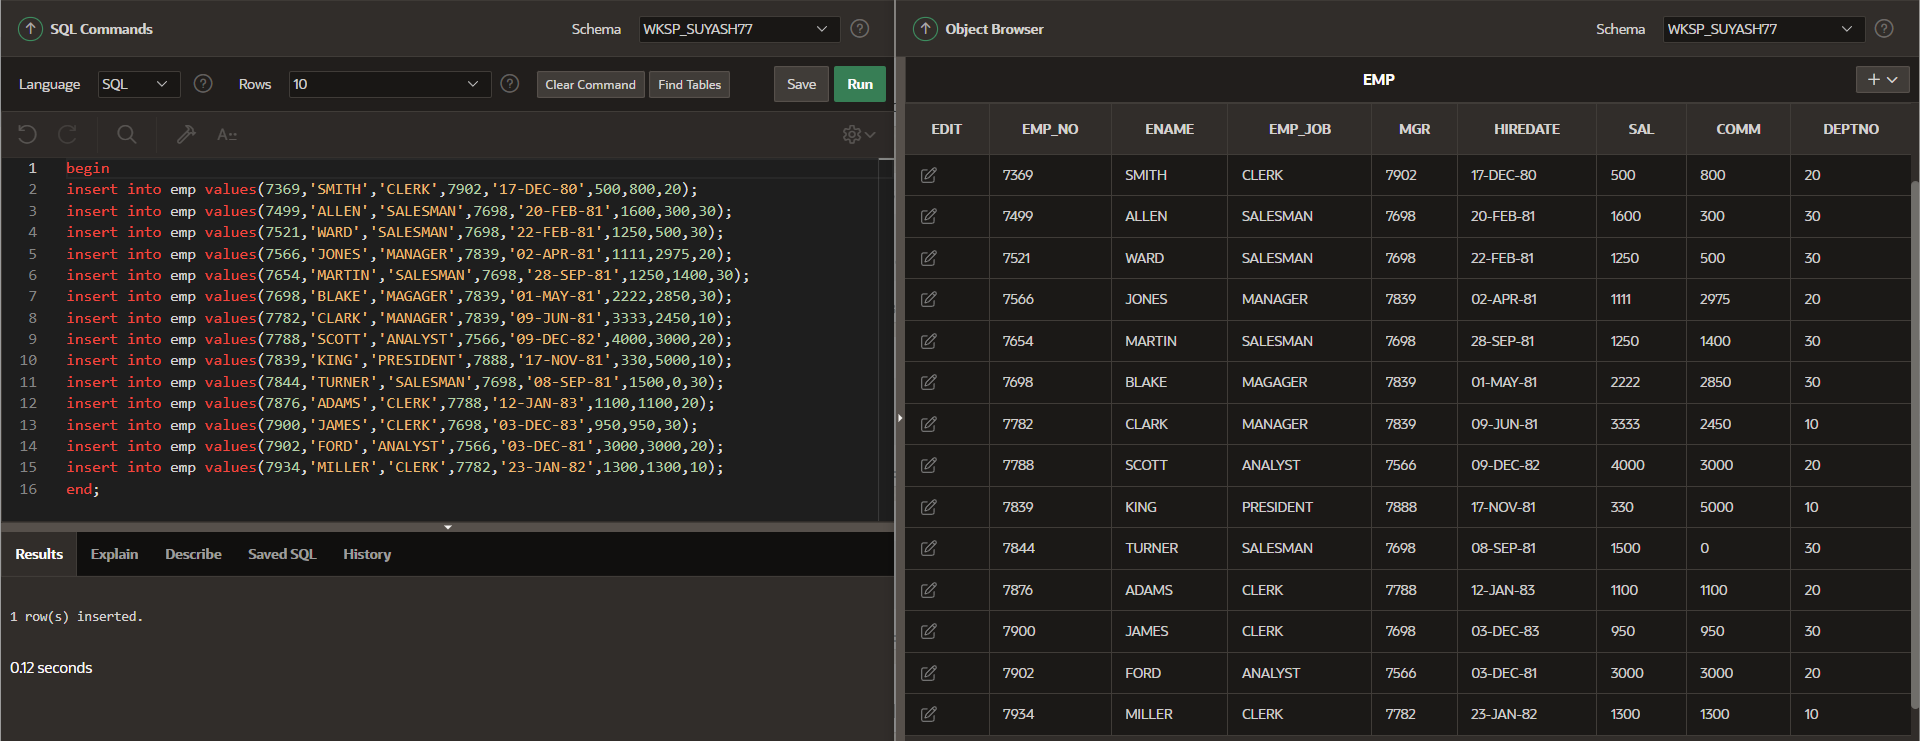 SQL Commands
Schema WKSP_SUYASH77
Language SQL Rows 10 Clear Command Find Tables Save Run
1 begin
2 insert into emp values(7369,'SMITH','CLERK',7902,'17-DEC-80',500,800,20);
3 insert into emp values(7499,'ALLEN','SALESMAN',7698,'20-FEB-81',1600,300,30);
4 insert into emp values(7521,'WARD','SALESMAN',7698,'22-FEB-81',1250,500,30);
5 insert into emp values(7566,'JONES','MANAGER',7839,'02-APR-81',1111,2975,20);
6 insert into emp values(7654,'MARTIN','SALESMAN',7698,'28-SEP-81',1250,1400,30);
7 insert into emp values(7698,'BLAKE','MAGAGER',7839,'01-MAY-81',2222,2850,30);
8 insert into emp values(7782,'CLARK','MANAGER',7839,'09-JUN-81',3333,2450,10);
9 insert into emp values(7788,'SCOTT','ANALYST',7566,'09-DEC-82',4000,3000,20);
10 insert into emp values(7839,'KING','PRESIDENT',7888,'17-NOV-81',330,5000,10);
11 insert into emp values(7844,'TURNER','SALESMAN',7698,'08-SEP-81',1500,0,30);
12 insert into emp values(7876,'ADAMS','CLERK',7788,'12-JAN-83',1100,1100,20);
13 insert into emp values(7900,'JAMES','CLERK',7698,'03-DEC-83',950,950,30);
14 insert into emp values(7902,'FORD','ANALYST',7566,'03-DEC-81',3000,3000,20);
15 insert into emp values(7934,'MILLER','CLERK',7782,'23-JAN-82',1300,1300,10);
16 end;
Results Explain Describe Saved SQL History
1 row(s) inserted.
0.12 seconds
Object Browser
Schema WKSP_SUYASH77
EMP
EDIT EMP_NO ENAME EMP_JOB MGR HIREDATE SAL COMM DEPTNO
7369 SMITH CLERK 7902 17-DEC-80 500 800 20
7499 ALLEN SALESMAN 7698 20-FEB-81 1600 300 30
7521 WARD SALESMAN 7698 22-FEB-81 1250 500 30
7566 JONES MANAGER 7839 02-APR-81 1111 2975 20
7654 MARTIN SALESMAN 7698 28-SEP-81 1250 1400 30
7698 BLAKE MAGAGER 7839 01-MAY-81 2222 2850 30
7782 CLARK MANAGER 7839 09-JUN-81 3333 2450 10
7788 SCOTT ANALYST 7566 09-DEC-82 4000 3000 20
7839 KING PRESIDENT 7888 17-NOV-81 330 5000 10
7844 TURNER SALESMAN 7698 08-SEP-81 1500 0 30
7876 ADAMS CLERK 7788 12-JAN-83 1100 1100 20
7900 JAMES CLERK 7698 03-DEC-83 950 950 30
7902 FORD ANALYST 7566 03-DEC-81 3000 3000 20
7934 MILLER CLERK 7782 23-JAN-82 1300 1300 10